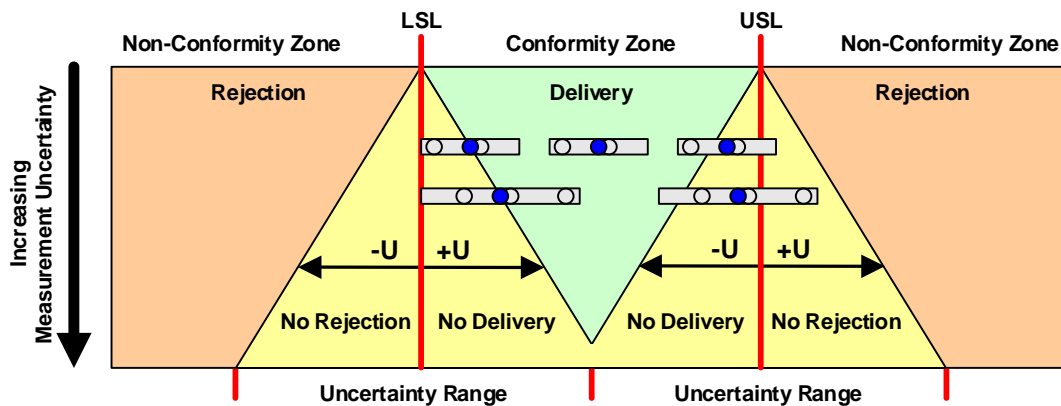 LSL
USL
Non-Conformity Zone
Conformity Zone
Non-Conformity Zone
Rejection
Delivery
Rejection
Increasing
Measurement Uncertainty
-U
+U
-U
+U
No Rejection
No Delivery
No Delivery
No Rejection
Uncertainty Range
Uncertainty Range